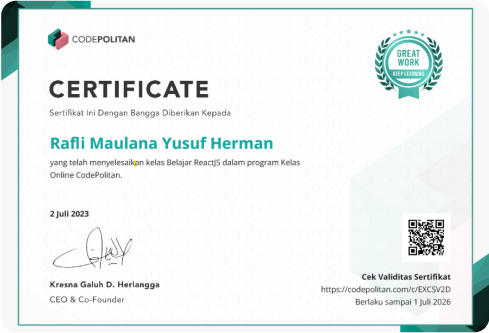 CODEPOLITAN
GREAT
WORK
KEEP LEARNING
CERTIFICATE
Sertifikat Ini Dengan Bangga Diberikan Kepada
Rafli Maulana Yusuf Herman
yang telah menyelesaikan kelas Belajar ReactJS dalam program Kelas
Online CodePolitan.
2 Juli 2023
Kresna Galuh D. Herlangga
CEO & Co-Founder
Cek Validitas Sertifikat
https://codepolitan.com/c/EXCSV2D
Berlaku sampai 1 Juli 2026